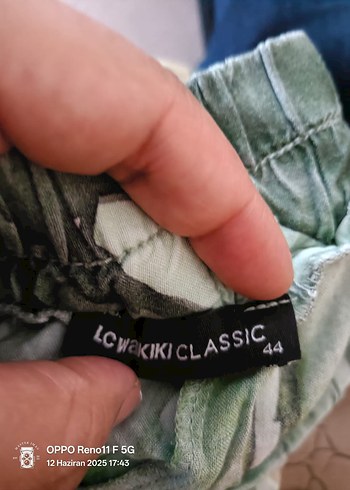 LC WAIKIKI CLASSIC
44
OPPO Reno11 F 5G
12 Haziran 2025 17:43